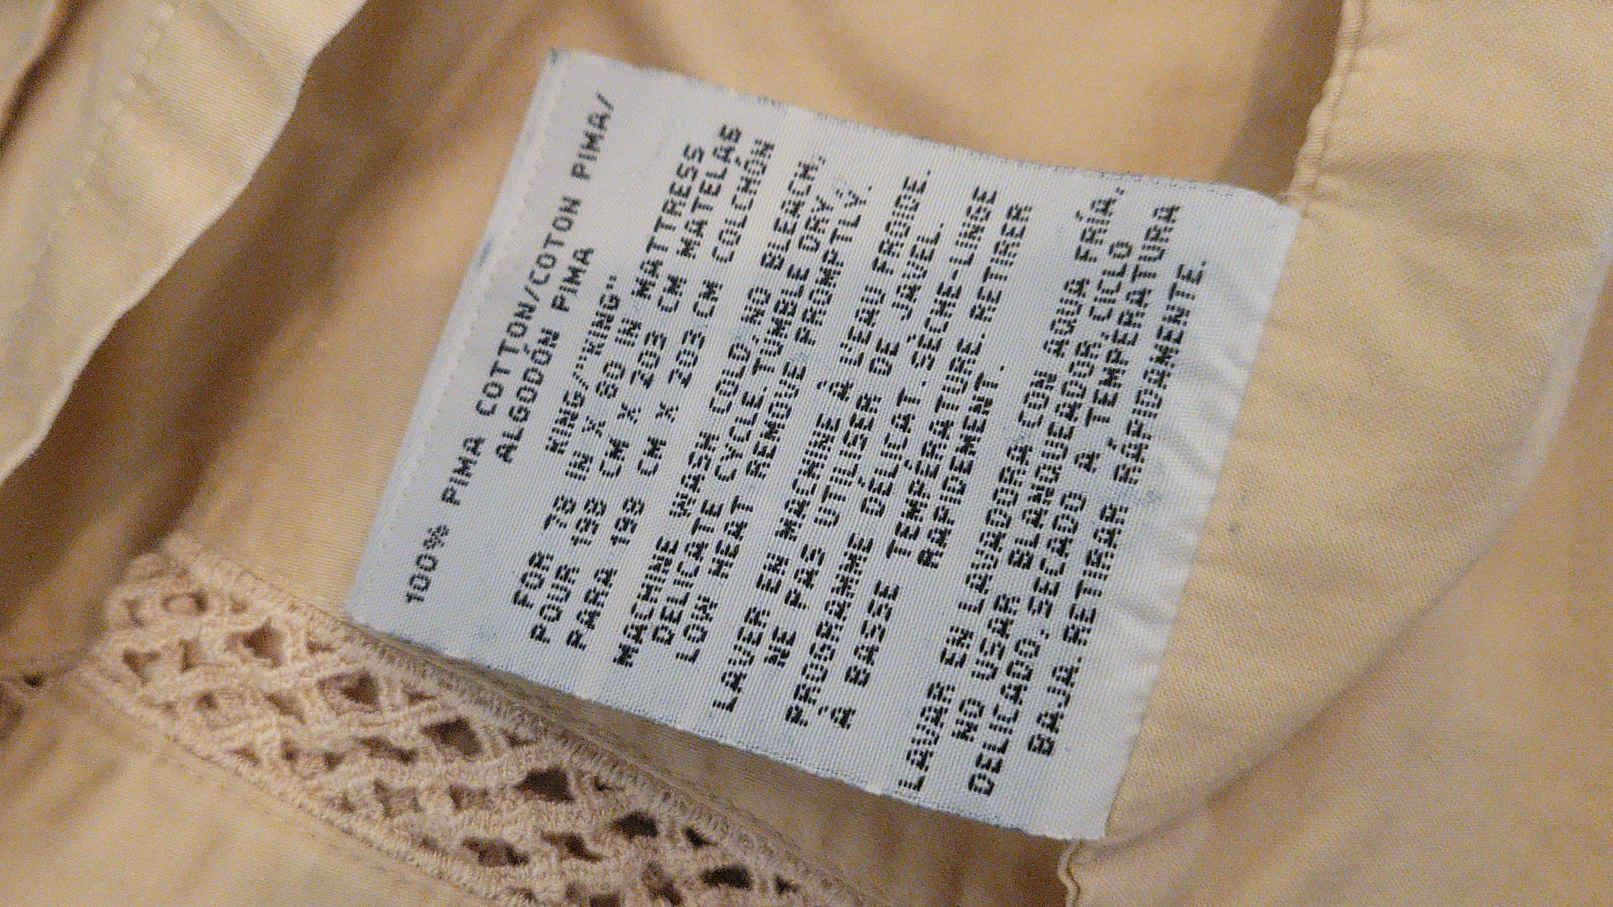 100% PIMA COTTON/COTON PIMA/
ALGODÓN PIMA
KING/"KING"
FOR 78 IN X 80 IN MATTRESS
POUR 198 CM X 203 CM MATELAS
PARA 198 CM X 203 CM COLCHÓN
MACHINE WASH COLD,NO BLEACH,
DELICATE CYCLE.TUMBLE DRY,
LOW HEAT REMOVE PROMPTLY.
LAVER EN MACHINE À L'EAU FROIDE.
NE PAS UTILISER DE JAVEL.
PROGRAMME DÉLICAT.SÈCHE-LINGE
À BASSE TEMPÉRATURE RETIRER
RAPIDEMENT.
LAVAR EN LAVADORA CON AQUA FRÍA,
NO USAR BLANQUEADOR,CICLO
DELICADO,SECADO A TEMPERATURA
BAJA.RETIRAR RÁPIDAMENTE.